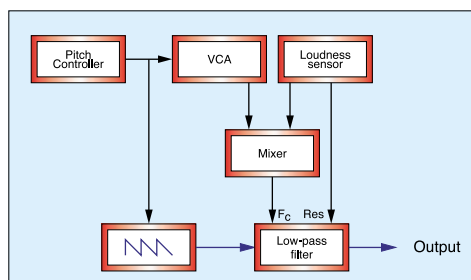 Pitch
Controller
VCA
Loudness
sensor
Mixer
Fc
Res
Low-pass
filter
Output